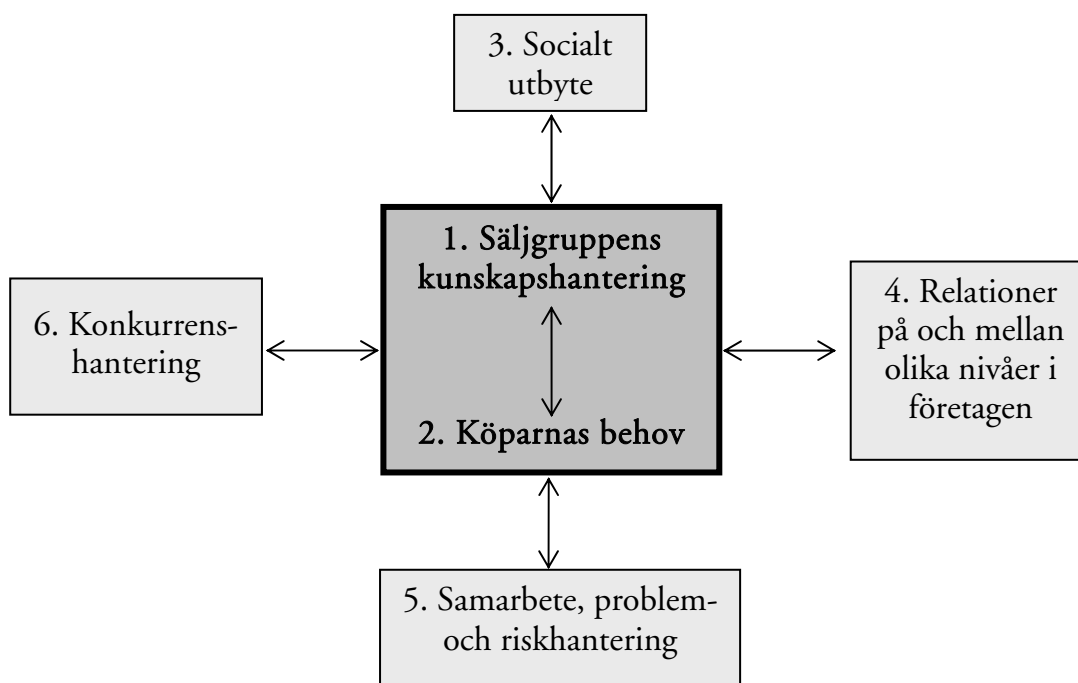 3. Socialt
utbyte
1. Säljgruppens
kunskapshantering
2. Köparnas behov
6. Konkurrens-
hantering
4. Relationer
på och mellan
olika nivåer i
företagen
5. Samarbete, problem-
och riskhantering